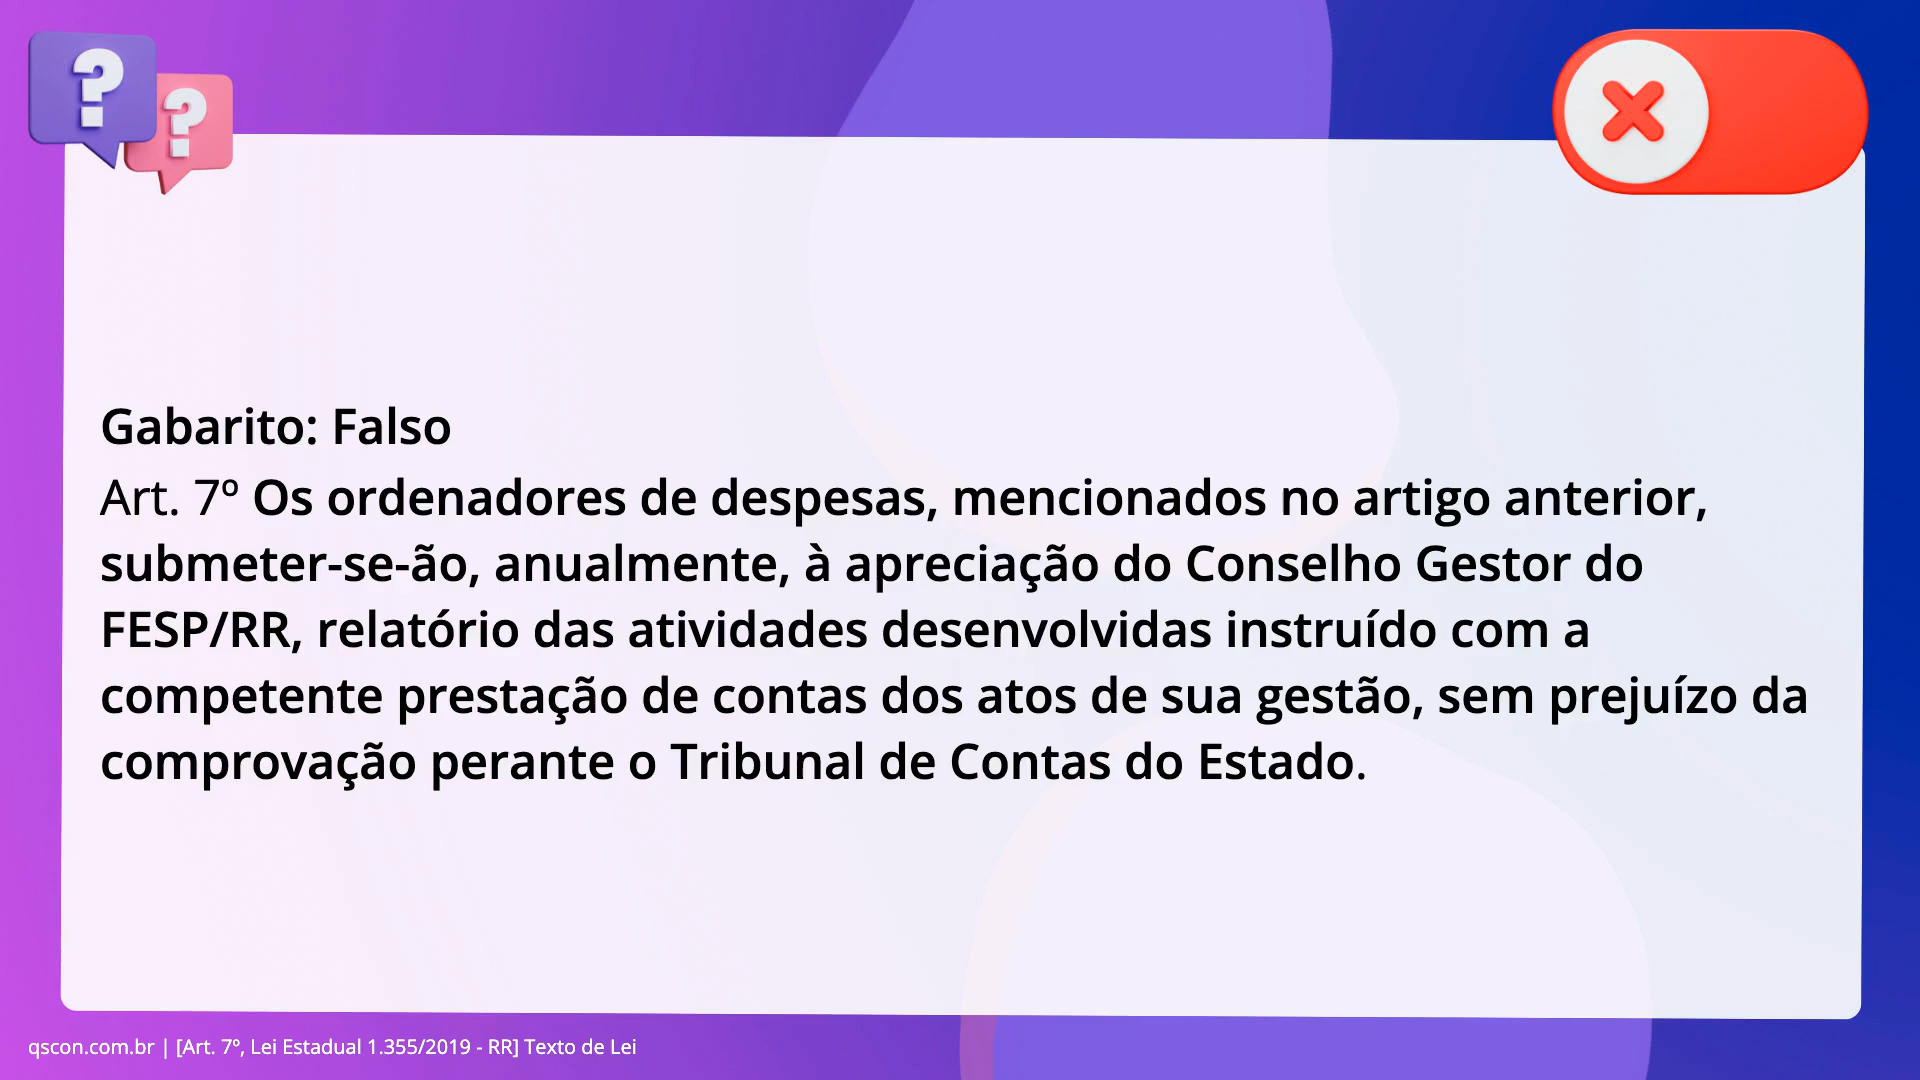 Gabarito: Falso
Art. 7º Os ordenadores de despesas, mencionados no artigo anterior,
submeter-se-ão, anualmente, à apreciação do Conselho Gestor do
FESP/RR, relatório das atividades desenvolvidas instruído com a
competente prestação de contas dos atos de sua gestão, sem prejuízo da
comprovação perante o Tribunal de Contas do Estado.
qscon.com.br | [Art. 7º, Lei Estadual 1.355/2019 - RR] Texto de Lei